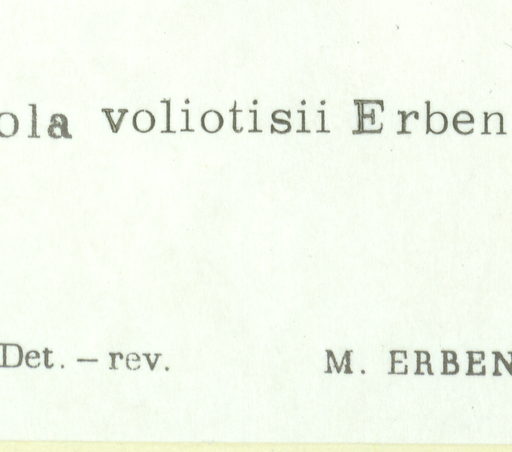 ola voliotisii Erben
Det. – rev. M. ERBEN